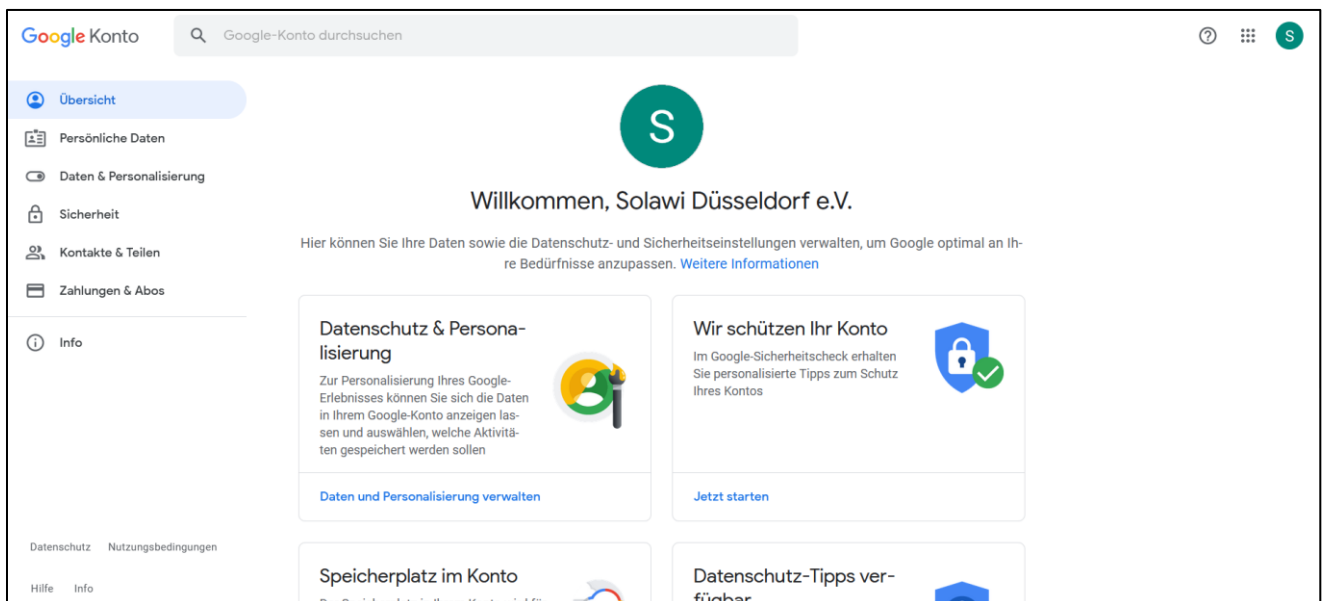 Google Konto
Google-Konto durchsuchen
S
Übersicht
Persönliche Daten
Daten & Personalisierung
Sicherheit
Kontakte & Teilen
Zahlungen & Abos
Info
Datenschutz Nutzungsbedingungen
Hilfe Info
S
Willkommen, Solawi Düsseldorf e.V.
Hier können Sie Ihre Daten sowie die Datenschutz- und Sicherheitseinstellungen verwalten, um Google optimal an Ih-
re Bedürfnisse anzupassen. Weitere Informationen
Datenschutz & Persona-
lisierung
Zur Personalisierung Ihres Google-
Erlebnisses können Sie sich die Daten
in Ihrem Google-Konto anzeigen las-
sen und auswählen, welche Aktivitä-
ten gespeichert werden sollen
Daten und Personalisierung verwalten
Wir schützen Ihr Konto
Im Google-Sicherheitscheck erhalten
Sie personalisierte Tipps zum Schutz
Ihres Kontos
Jetzt starten
Speicherplatz im Konto
Datenschutz-Tipps ver-
fügbar